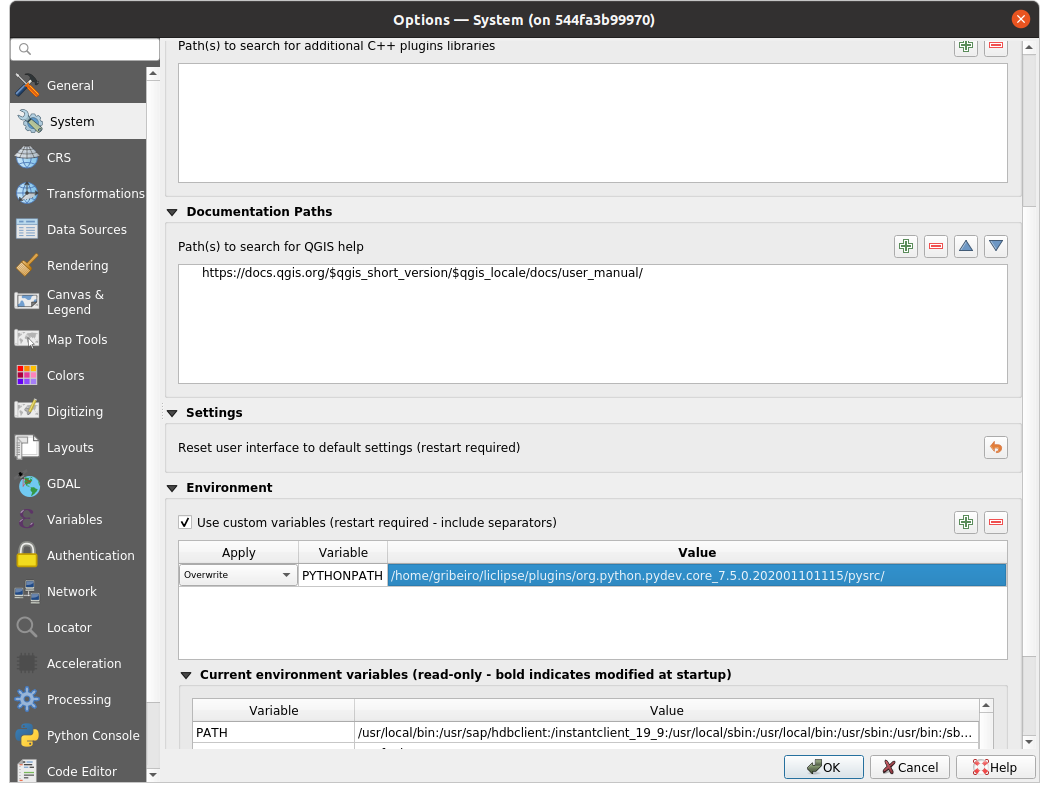 Options — System (on 544fa3b99970)
General
System
CRS
Transformations
Data Sources
Rendering
Canvas &
Legend
Map Tools
Colors
Digitizing
Layouts
GDAL
Variables
Authentication
Network
Locator
Acceleration
Processing
Python Console
Code Editor
Path(s) to search for additional C++ plugins libraries
Documentation Paths
Path(s) to search for QGIS help
https://docs.qgis.org/$qgis_short_version/$qgis_locale/docs/user_manual/
Settings
Reset user interface to default settings (restart required)
Environment
Use custom variables (restart required - include separators)
Apply Variable Value
Overwrite PYTHONPATH /home/gribeiro/liclipse/plugins/org.python.pydev.core_7.5.0.202001101115/pysrc/
Current environment variables (read-only - bold indicates modified at startup)
Variable Value
PATH /usr/local/bin:/usr/sap/hdbclient:/instantclient_19_9:/usr/local/sbin:/usr/local/bin:/usr/sbin:/usr/bin:/sb...
OK Cancel Help